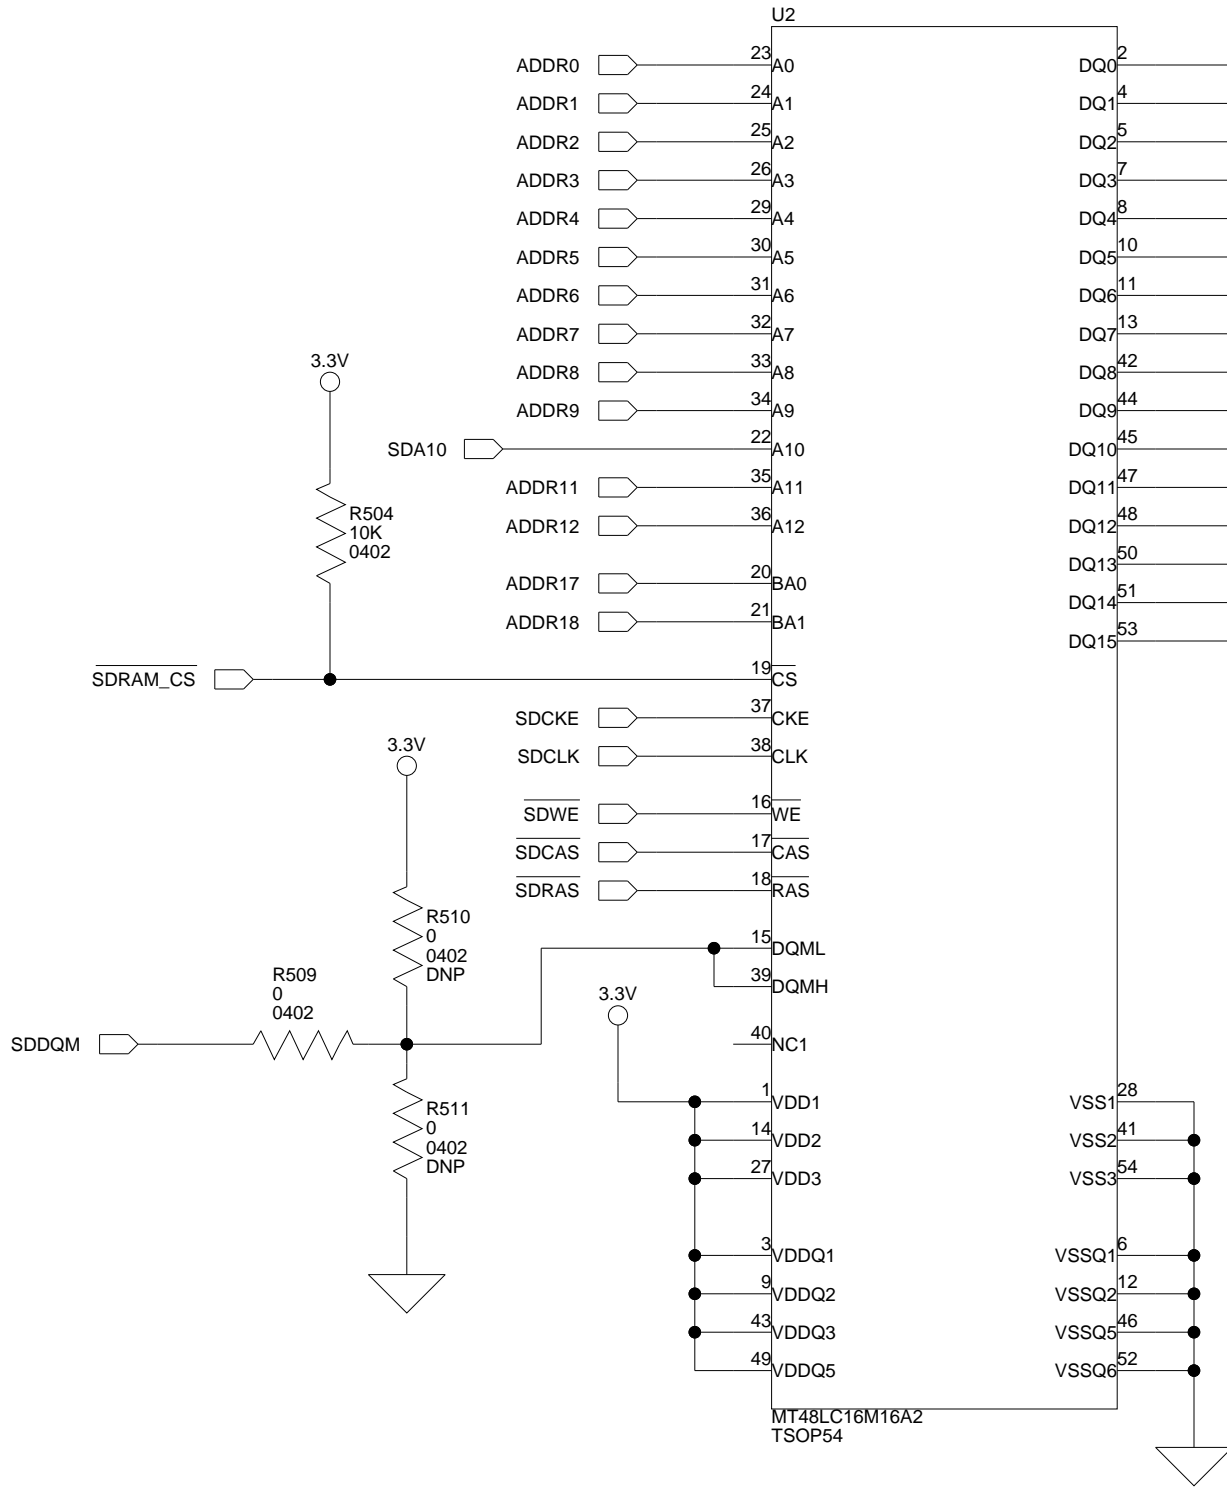 U2
ADDR0 23 A0 DQ0 2
ADDR1 24 A1 DQ1 4
ADDR2 25 A2 DQ2 5
ADDR3 26 A3 DQ3 7
ADDR4 29 A4 DQ4 8
ADDR5 30 A5 DQ5 10
ADDR6 31 A6 DQ6 11
ADDR7 32 A7 DQ7 13
3.3V
ADDR8 33 A8 DQ8 42
ADDR9 34 A9 DQ9 44
SDA10 22 A10 DQ10 45
ADDR11 35 A11 DQ11 47
R504
10K
0402
ADDR12 36 A12 DQ12 48
DQ13 50
ADDR17 20 BA0
DQ14 51
ADDR18 21 BA1
DQ15 53
SDRAM_CS 19 CS
SDCKE 37 CKE
3.3V
SDCLK 38 CLK
SDWE 16 WE
SDCAS 17 CAS
SDRAS 18 RAS
R510
0
0402
DNP
15 DQML
39 DQMH
R509
0
0402
3.3V
SDDQM
40 NC1
1 VDD1 VSS1 28
R511
0
0402
DNP
14 VDD2 VSS2 41
27 VDD3 VSS3 54
3 VDDQ1 VSSQ1 6
9 VDDQ2 VSSQ2 12
43 VDDQ3 VSSQ5 46
49 VDDQ5 VSSQ6 52
MT48LC16M16A2
TSOP54